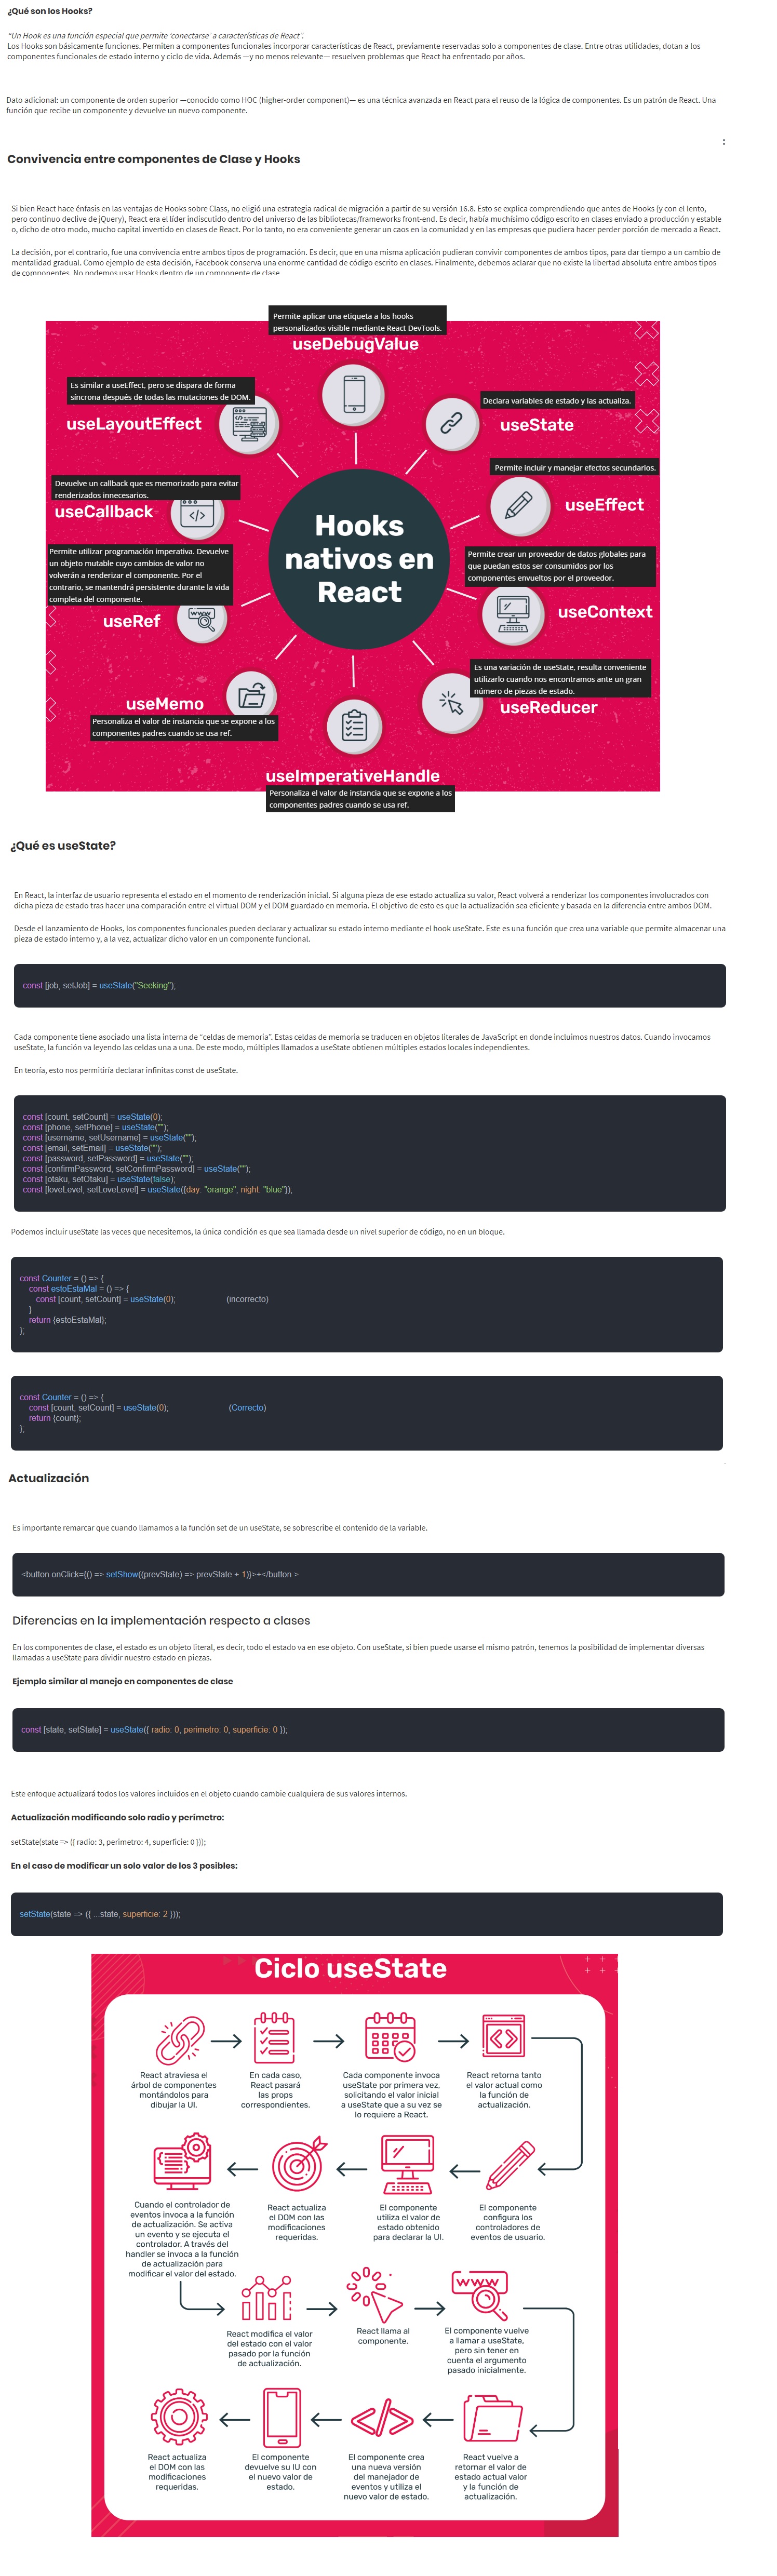 ¿Qué son los Hooks?
“Un Hook es una función especial que permite ‘conectarse’ a características de React”.
Los Hooks son básicamente funciones. Permiten a componentes funcionales incorporar características de React, previamente reservadas solo a componentes de clase. Entre otras utilidades, dotan a los
componentes funcionales de estado interno y ciclo de vida. Además —y no menos relevante— resuelven problemas que React ha enfrentado por años.
Dato adicional: un componente de orden superior —conocido como HOC (higher-order component)— es una técnica avanzada en React para el reuso de la lógica de componentes. Es un patrón de React. Una
función que recibe un componente y devuelve un nuevo componente.
Convivencia entre componentes de Clase y Hooks
Si bien React hace énfasis en las ventajas de Hooks sobre Class, no eligió una estrategia radical de migración a partir de su versión 16.8. Esto se explica comprendiendo que antes de Hooks (y con el lento,
pero continuo declive de jQuery), React era el líder indiscutido dentro del universo de las bibliotecas/frameworks front-end. Es decir, había muchísimo código escrito en clases enviado a producción y estable
o, dicho de otro modo, mucho capital invertido en clases de React. Por lo tanto, no era conveniente generar un caos en la comunidad y en las empresas que pudiera hacer perder porción de mercado a React.
La decisión, por el contrario, fue una convivencia entre ambos tipos de programación. Es decir, que en una misma aplicación pudieran convivir componentes de ambos tipos, para dar tiempo a un cambio de
mentalidad gradual. Como ejemplo de esta decisión, Facebook conserva una enorme cantidad de código escrito en clases. Finalmente, debemos aclarar que no existe la libertad absoluta entre ambos tipos
de componentes. No podemos usar Hooks dentro de un componente de clase
Permite aplicar una etiqueta a los hooks
personalizados visible mediante React DevTools.
useDebugValue
Es similar a useEffect, pero se dispara de forma
síncrona después de todas las mutaciones de DOM.
useLayoutEffect
Declara variables de estado y las actualiza.
useState
Devuelve un callback que es memorizado para evitar
renderizados innecesarios.
useCallback
Permite incluir y manejar efectos secundarios.
useEffect
Hooks
nativos en
React
Permite utilizar programación imperativa. Devuelve
un objeto mutable cuyo cambios de valor no
volverán a renderizar el componente. Por el
contrario, se mantendrá persistente durante la vida
completa del componente.
useRef
Permite crear un proveedor de datos globales para
que puedan estos ser consumidos por los
componentes envueltos por el proveedor.
useContext
WWW
useMemo
Personaliza el valor de instancia que se expone a los
componentes padres cuando se usa ref.
Es una variación de useState, resulta conveniente
utilizarlo cuando nos encontramos ante un gran
número de piezas de estado.
useReducer
useImperativeHandle
Personaliza el valor de instancia que se expone a los
componentes padres cuando se usa ref.
¿Qué es useState?
En React, la interfaz de usuario representa el estado en el momento de renderización inicial. Si alguna pieza de ese estado actualiza su valor, React volverá a renderizar los componentes involucrados con
dicha pieza de estado tras hacer una comparación entre el virtual DOM y el DOM guardado en memoria. El objetivo de esto es que la actualización sea eficiente y basada en la diferencia entre ambos DOM.
Desde el lanzamiento de Hooks, los componentes funcionales pueden declarar y actualizar su estado interno mediante el hook useState. Este es una función que crea una variable que permite almacenar una
pieza de estado interno y, a la vez, actualizar dicho valor en un componente funcional.
const [job, setJob] = useState("Seeking");
Cada componente tiene asociado una lista interna de “celdas de memoria”. Estas celdas de memoria se traducen en objetos literales de JavaScript en donde incluimos nuestros datos. Cuando invocamos
useState, la función va leyendo las celdas una a una. De este modo, múltiples llamados a useState obtienen múltiples estados locales independientes.
En teoría, esto nos permitiría declarar infinitas const de useState.
const [count, setCount] = useState(0);
const [phone, setPhone] = useState("");
const [username, setUsername] = useState("");
const [email, setEmail] = useState("");
const [password, setPassword] = useState("");
const [confirmPassword, setConfirmPassword] = useState("");
const [otaku, setOtaku] = useState(false);
const [loveLevel, setLoveLevel] = useState({day: "orange", night: "blue"});
Podemos incluir useState las veces que necesitemos, la única condición es que sea llamada desde un nivel superior de código, no en un bloque.
const Counter = () => {
const estoEstaMal = () => {
const [count, setCount] = useState(0); (incorrecto)
}
return {estoEstaMal};
};
const Counter = () => {
const [count, setCount] = useState(0); (Correcto)
return {count};
};
Actualización
Es importante remarcar que cuando llamamos a la función set de un useState, se sobrescribe el contenido de la variable.
<button onClick={() => setShow((prevState) => prevState + 1)}>+</button >
Diferencias en la implementación respecto a clases
En los componentes de clase, el estado es un objeto literal, es decir, todo el estado va en ese objeto. Con useState, si bien puede usarse el mismo patrón, tenemos la posibilidad de implementar diversas
llamadas a useState para dividir nuestro estado en piezas.
Ejemplo similar al manejo en componentes de clase
const [state, setState] = useState({ radio: 0, perimetro: 0, superficie: 0 });
Este enfoque actualizará todos los valores incluidos en el objeto cuando cambie cualquiera de sus valores internos.
Actualización modificando solo radio y perímetro:
setState(state => ({ radio: 3, perimetro: 4, superficie: 0 }));
En el caso de modificar un solo valor de los 3 posibles:
setState(state => ({ ...state, superficie: 2 }));
Ciclo useState
React atraviesa el
árbol de componentes
montándolos para
dibujar la UI.
En cada caso,
React pasará
las props
correspondientes.
Cada componente invoca
useState por primera vez,
solicitando el valor inicial
a useState que a su vez se
lo requiere a React.
React retorna tanto
el valor actual como
la función de
actualización.
Cuando el controlador de
eventos invoca a la función
de actualización. Se activa
un evento y se ejecuta el
controlador. A través del
handler se invoca a la función
de actualización para
modificar el valor del estado.
React actualiza
el DOM con las
modificaciones
requeridas.
El componente
utiliza el valor de
estado obtenido
para declarar la UI.
El componente
configura los
controladores de
eventos de usuario.
React modifica el valor
del estado con el valor
pasado por la función
de actualización.
React llama al
componente.
WWW
El componente vuelve
a llamar a useState,
pero sin tener en
cuenta el argumento
pasado inicialmente.
React actualiza
el DOM con las
modificaciones
requeridas.
El componente
devuelve su IU con
el nuevo valor de
estado.
El componente crea
una nueva versión
del manejador de
eventos y utiliza el
nuevo valor de estado.
React vuelve a
retornar el valor de
estado actual valor
y la función de
actualización.